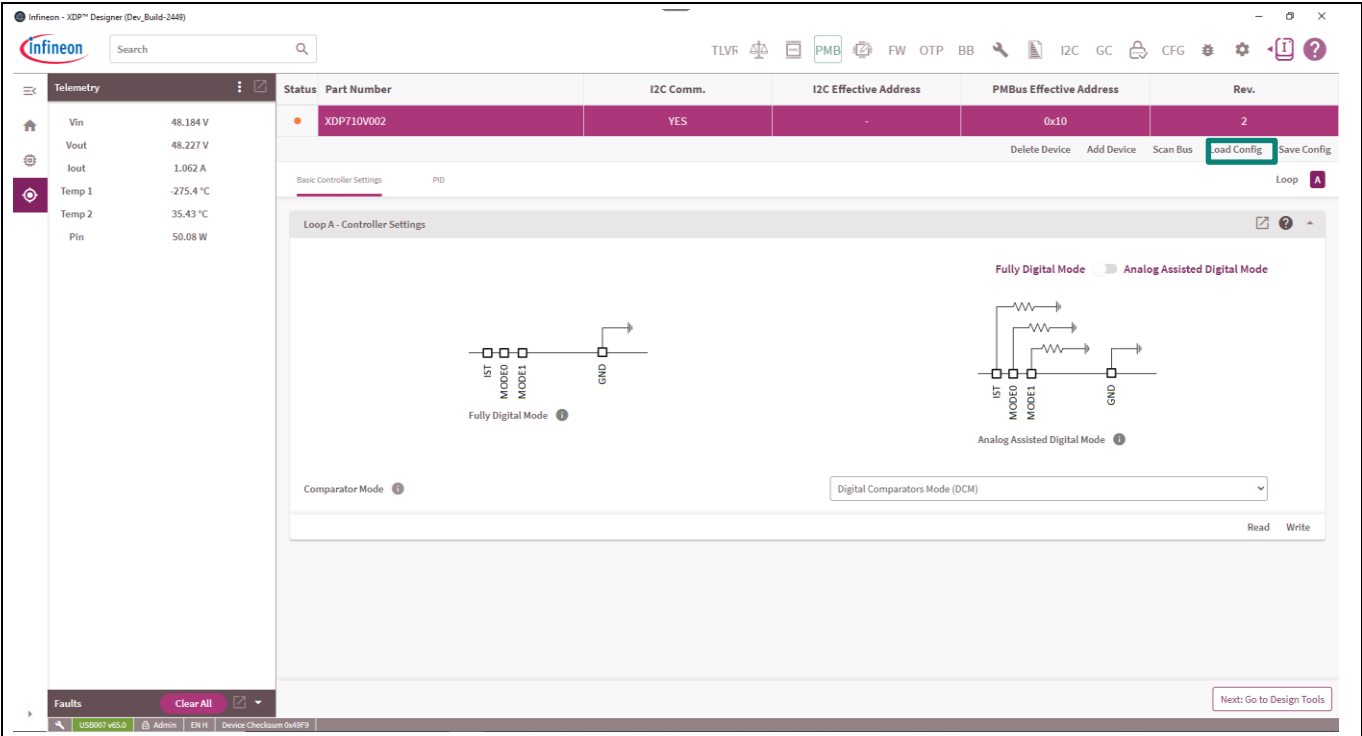 Infineon - XDP™ Designer (Dev_Build-2449)
infineon
Search
TLVR PMB FW OTP BB I2C GC CFG
Telemetry
Vin 48.184 V
Vout 48.227 V
Iout 1.062 A
Temp 1 -275.4 °C
Temp 2 35.43 °C
Pin 50.08 W
Status Part Number I2C Comm. I2C Effective Address PMBus Effective Address Rev.
XDP710V002 YES - 0x10 2
Delete Device Add Device Scan Bus Load Config Save Config
Basic Controller Settings PID Loop A
Loop A - Controller Settings
Fully Digital Mode Analog Assisted Digital Mode
IST
MODE0
MODE1
GND
Fully Digital Mode
IST
MODE0
MODE1
GND
Analog Assisted Digital Mode
Comparator Mode Digital Comparators Mode (DCM)
Read Write
Next: Go to Design Tools
Faults Clear All
USB007 v65.0 Admin EN H Device Checksum 0x49F9